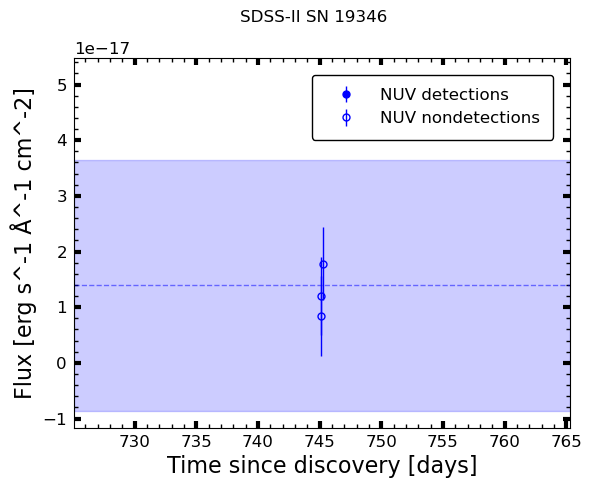 SDSS-II SN 19346
1e−17
NUV detections
NUV nondetections
5
4
3
2
1
0
−1
Flux [erg s^-1 Å^-1 cm^-2]
730 735 740 745 750 755 760 765
Time since discovery [days]